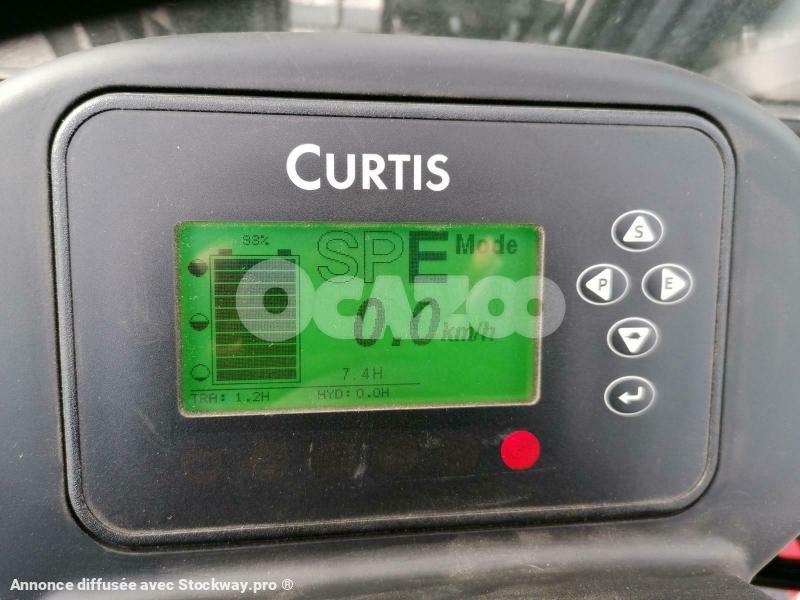 CURTIS
93%
SPE Mode
0.0 km/h
7.4H
TRA: 1.2H HYD: 0.0H
S
P E
OCAZOO
Annonce diffusée avec Stockway.pro ®